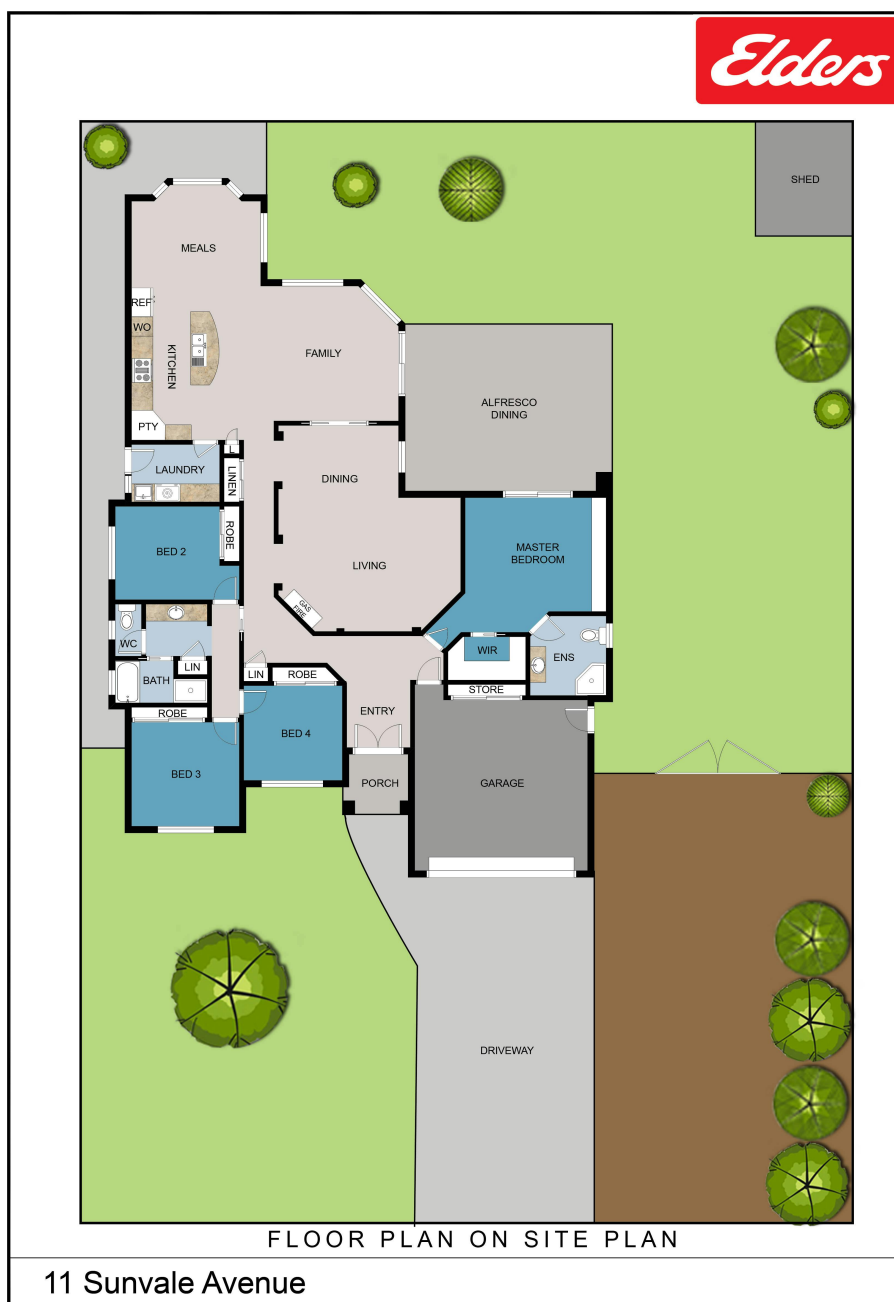 Elders
SHED
MEALS
REF
WO
KITCHEN
FAMILY
ALFRESCO
DINING
PTY
L
LAUNDRY
LINEN
DINING
ROBE
BED 2
MASTER
BEDROOM
LIVING
GAS
FIRE
WC
WIR
ENS
LIN
BATH
LIN
ROBE
STORE
ROBE
ENTRY
BED 4
BED 3
PORCH
GARAGE
DRIVEWAY
FLOOR PLAN ON SITE PLAN
11 Sunvale Avenue